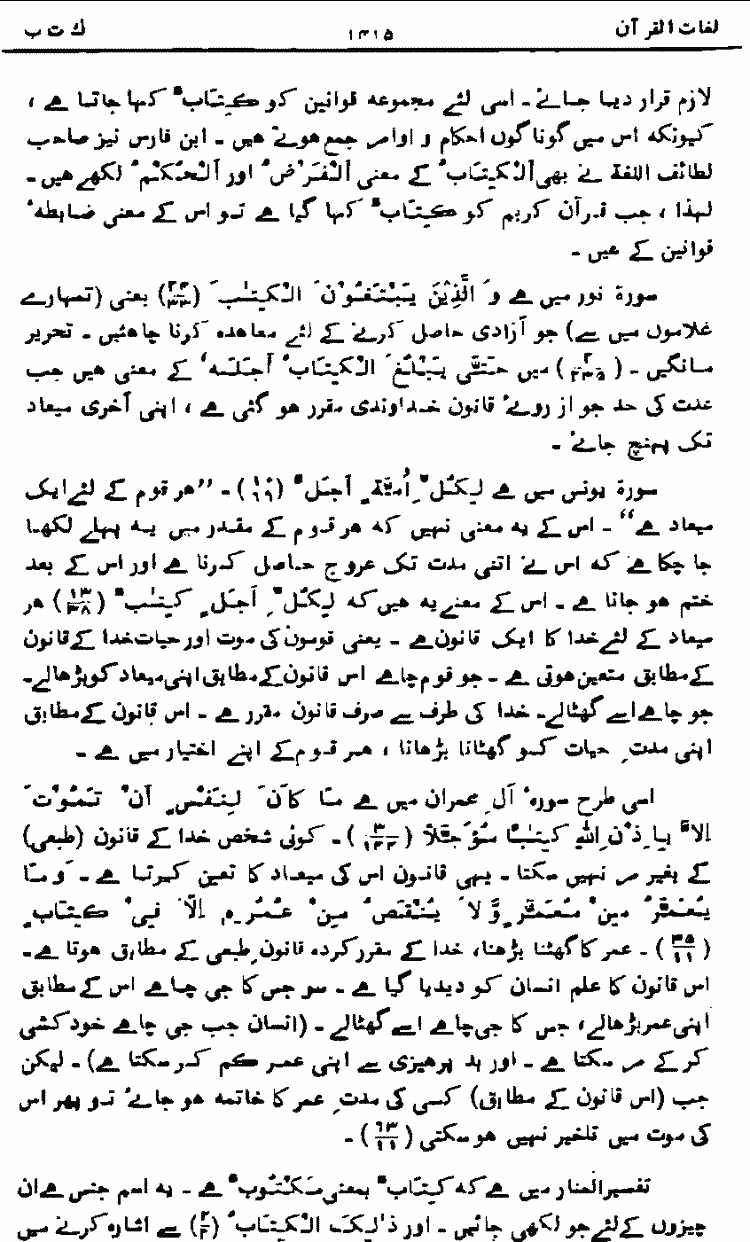 لغات القرآن ۱۴۱۵ ك ت ب
لازم قرار دیا جائے۔ اسی لئے مجموعہ قوانین کو کِتَابٌ کہا جاتا ہے ،
کیونکہ اس میں گوناگوں احکام و اوامر جمع ہوتے ہیں ۔ ابن فارس نیز صاحب
لطائف اللغۃ نے بھی اَلْکِتَابُ کے معنی اَلْفَرْضُ اور اَلْحُکْمُ لکھے ہیں۔
لہذا ، جب قرآن کریم کو کِتَابٌ کہا گیا ہے تو اس کے معنی ضابطہٴ
قوانین کے ہیں ۔
سورۃ نور میں ہے وَ الَّذِیْنَ یَبْتَغُوْنَ الْکِتٰبَ (۲۴/۳۳) یعنی (تمہارے
غلاموں میں سے) جو آزادی حاصل کرنے کے لئے معاہدہ کرنا چاہئیں ۔ تحریر
مانگیں ۔ (۲/۲۳۵) میں حَتّٰی یَبْلُغَ الْکِتَابُ اَجَلَہٗ کے معنی ہیں جب
عدت کی حد جو از روئے قانون خداوندی مقرر ہو گئی ہے ، اپنی آخری میعاد
تک پہنچ جائے ۔
سورۃ یونس میں ہے لِکُلِّ اُمَّۃٍ اَجَلٌ (۱۰/۴۹) ۔ ”ہر قوم کے لئے ایک
میعاد ہے“ ۔ اس کے یہ معنی نہیں کہ ہر قوم کے مقدر میں یہ پہلے لکھا
جا چکا ہے کہ اس نے اتنی مدت تک عروج حاصل کرنا ہے اور اس کے بعد
ختم ہو جانا ہے ۔ اس کے معنے یہ ہیں کہ لِکُلِّ اَجَلٍ کِتٰبٌ (۱۳/۳۸) ہر
میعاد کے لئے خدا کا ایک قانون ہے ۔ یعنی قوموں کی موت اور حیات خدا کے قانون
کے مطابق متعین ہوتی ہے ۔ جو قوم چاہے اس قانون کے مطابق اپنی میعاد کو بڑھالے۔
جو چاہے اسے گھٹالے۔ خدا کی طرف سے صرف قانون مقرر ہے ۔ اس قانون کے مطابق
اپنی مدتِ حیات کو گھٹانا بڑھانا ، ہر قوم کے اپنے اختیار میں ہے ۔
اسی طرح سورہٴ آلِ عمران میں ہے مَا کَانَ لِنَفْسٍ اَنْ تَمُوْتَ
اِلاَّ بِاِذْنِ اللّٰہِ کِتٰباً مُؤَجَّلاً (۳/۱۴۴) ۔ کوئی شخص خدا کے قانون (طبعی)
کے بغیر مر نہیں سکتا ۔ یہی قانون اس کی میعاد کا تعین کرتا ہے ۔ وَ مَا
یُعَمَّرُ مِنْ مُعَمَّرٍ وَّ لَا یُنْقَصُ مِنْ عُمُرِہٖ اِلَّا فِیْ کِتَابٍ
(۳۵/۱۱) ۔ عمر کا گھٹنا بڑھنا، خدا کے مقرر کردہ قانونِ طبعی کے مطابق ہوتا ہے۔
اس قانون کا علم انسان کو دیدیا گیا ہے ۔ سو جس کا جی چاہے اس کے مطابق
اپنی عمر بڑھالے، جس کا جی چاہے اسے گھٹالے ۔ (انسان جب جی چاہے خودکشی
کر کے مر سکتا ہے ۔ اور بد پرھیزی سے اپنی عمر کم کر سکتا ہے) ۔ لیکن
جب (اس قانون کے مطابق) کسی کی مدتِ عمر کا خاتمہ ہو جائے تو پھر اس
کی موت میں تاخیر نہیں ہو سکتی (۶۳/۱۱) ۔
تفسیر المنار میں ہے کہ کِتَابٌ بمعنی مَکْتُوبٌ ہے ۔ یہ اسم جنس ہے ان
چیزوں کے لئے جو لکھی جائیں ۔ اور ذٰلِکَ الْکِتَابُ (۲/۲) سے اشارہ کرنے میں